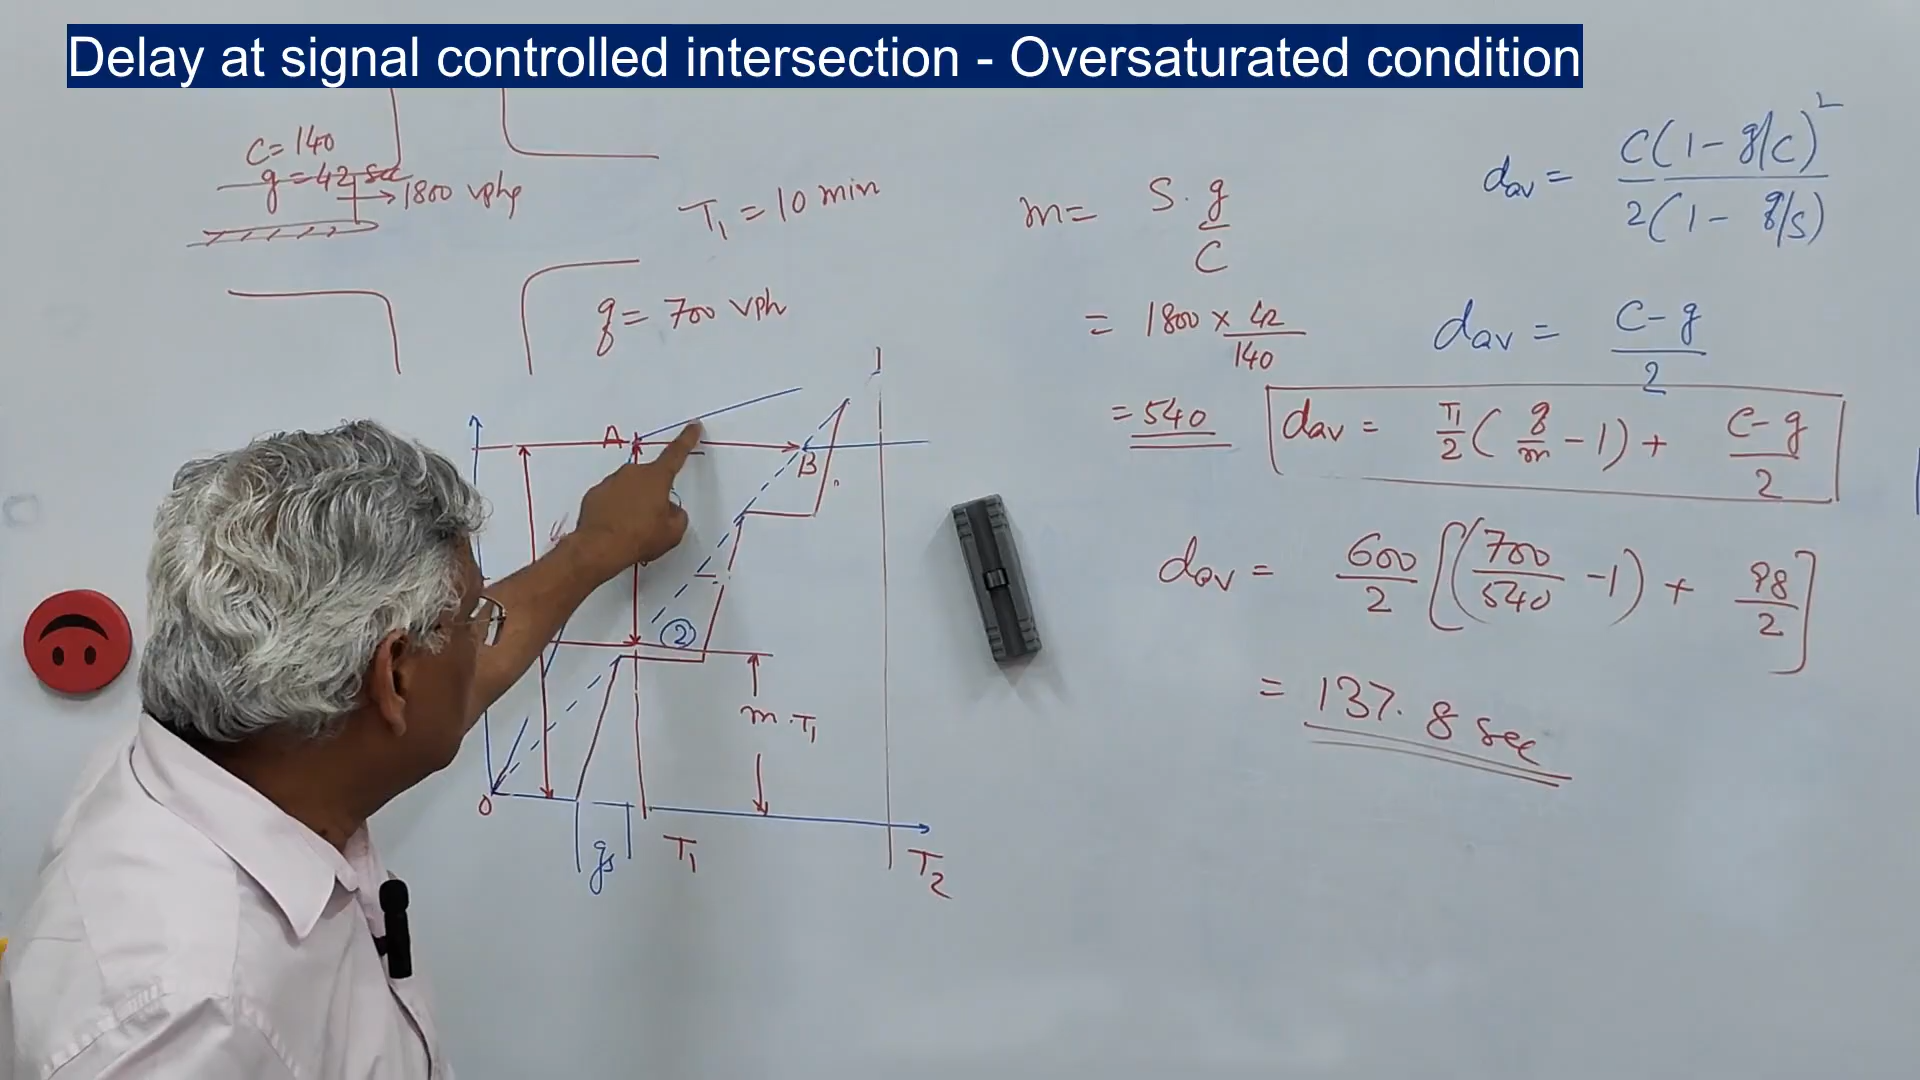 Delay at signal controlled intersection - Oversaturated condition
C = 140
g = 42 sec
1800 vphg
T₁ = 10 min
q = 700 vph
m = S . g / C
= 1800 × 42 / 140
= 540
dav = C(1 - g/C)² / 2(1 - q/s)
dav = C - g / 2
dav = T₁/2 ( q/m - 1) + C - g / 2
dav = 600/2 [(700/540 - 1) + 98/2]
= 137.8 sec
A
B
2
m.T₁
O
gs
T₁
T₂